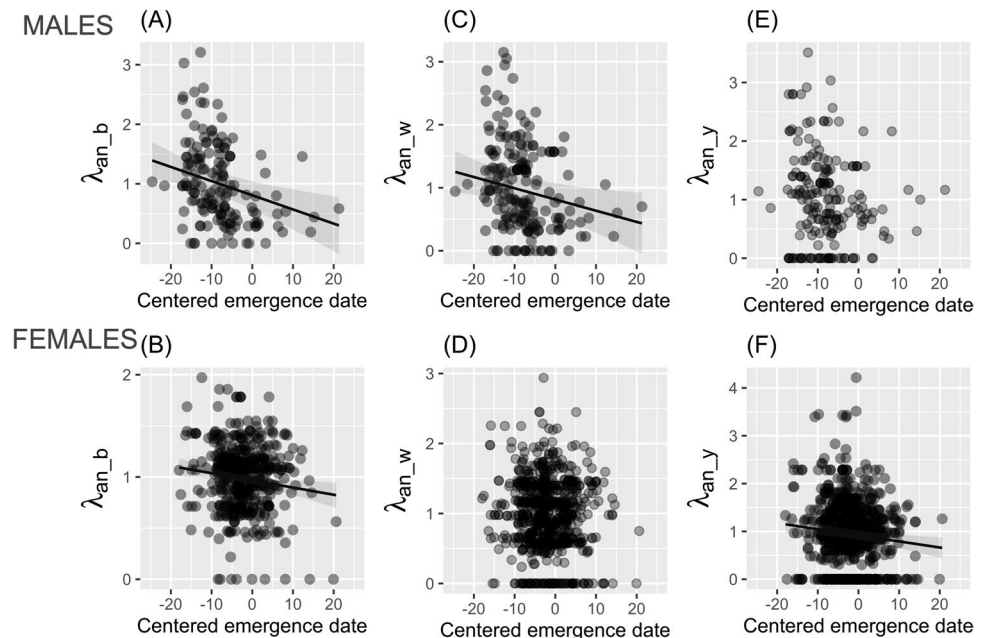 MALES
(A)
λan_b
3
2
1
0
-20 -10 0 10 20
Centered emergence date
(C)
λan_w
3
2
1
0
-20 -10 0 10 20
Centered emergence date
(E)
λan_y
3
2
1
0
-20 -10 0 10 20
Centered emergence date
FEMALES
(B)
λan_b
2
1
0
-20 -10 0 10 20
Centered emergence date
(D)
λan_w
3
2
1
0
-20 -10 0 10 20
Centered emergence date
(F)
λan_y
4
3
2
1
0
-20 -10 0 10 20
Centered emergence date